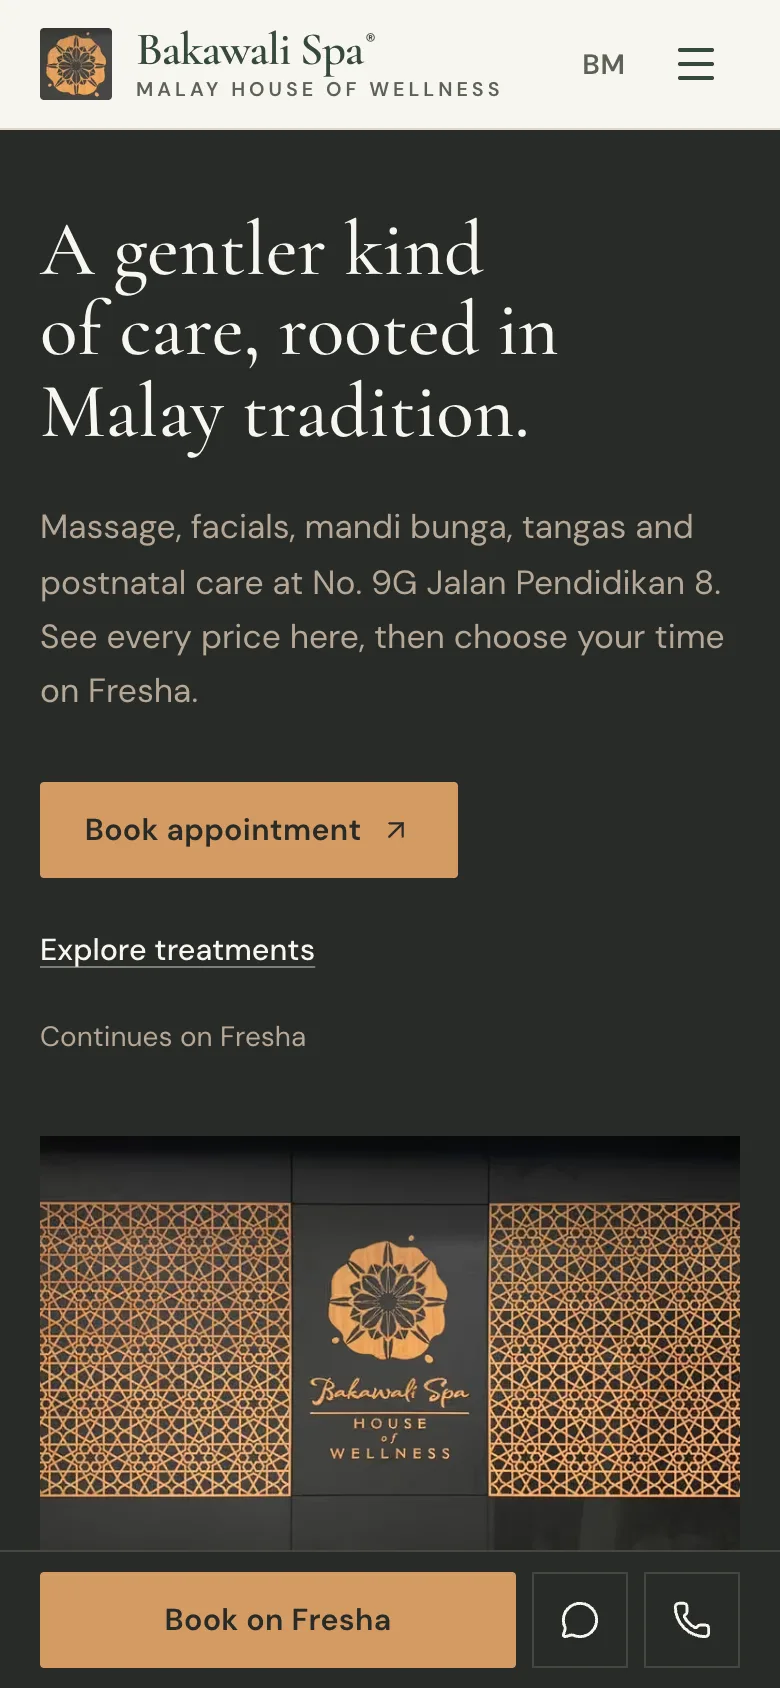 Bakawali Spa®
MALAY HOUSE OF WELLNESS
BM
A gentler kind
of care, rooted in
Malay tradition.
Massage, facials, mandi bunga, tangas and
postnatal care at No. 9G Jalan Pendidikan 8.
See every price here, then choose your time
on Fresha.
Book appointment
Explore treatments
Continues on Fresha
Bakawali Spa
HOUSE
of
WELLNESS
Book on Fresha